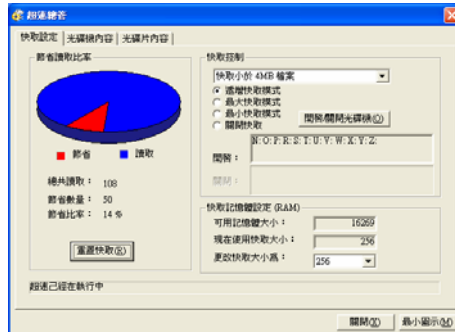 超速總管
快取設定 光碟機內容 光碟片內容
節省讀取比率
節省 讀取
總共讀取： 108
節省數量： 50
節省比率： 14 %
重置快取(R)
快取控制
快取小於 4MB 檔案
遞增快取模式
最大快取模式
最小快取模式
關閉快取
開啟/關閉光碟機(O)
開啟：
N: O: P: R: S: T: U: V: W: X: Y: Z:
關閉：
快取記憶體設定 (RAM)
可用記憶體大小： 16269
現在使用快取大小： 256
更改快取大小為： 256
超速已經在執行中
關閉(X) 最小圖示(M)